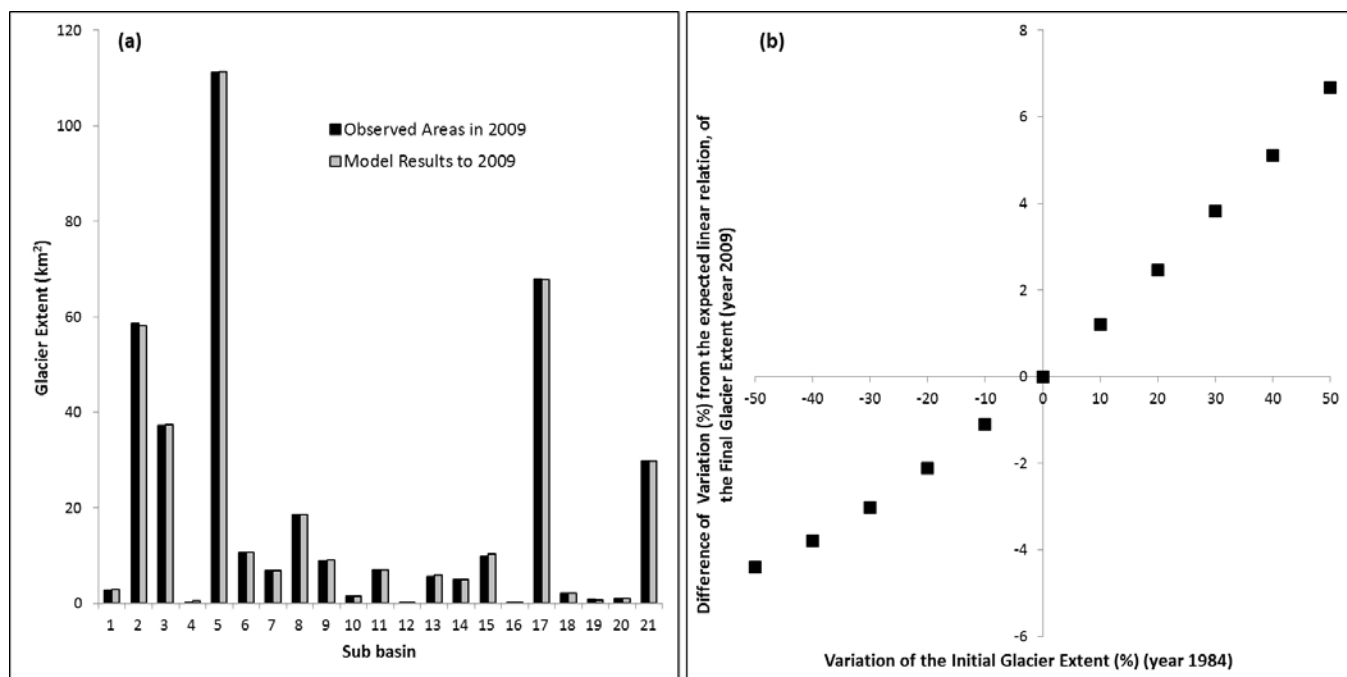 (a)
120
100
80
60
40
20
0
Glacier Extent (km²)
Observed Areas in 2009
Model Results to 2009
1 2 3 4 5 6 7 8 9 10 11 12 13 14 15 16 17 18 19 20 21
Sub basin
(b)
Difference of Variation (%) from the expected linear relation, of
the Final Glacier Extent (year 2009)
8
6
4
2
0
-2
-4
-6
-50 -40 -30 -20 -10 0 10 20 30 40 50
Variation of the Initial Glacier Extent (%) (year 1984)